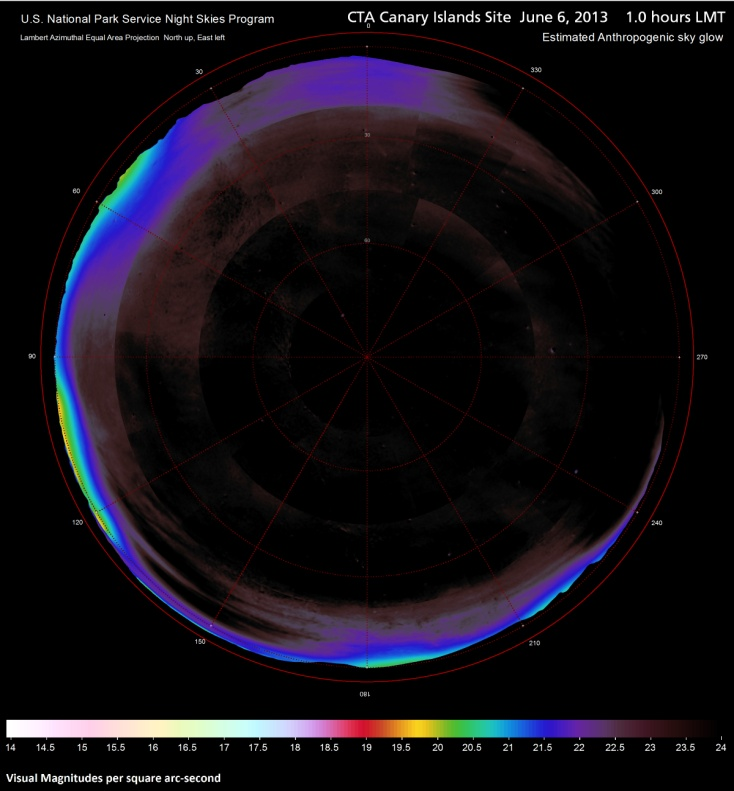 U.S. National Park Service Night Skies Program
CTA Canary Islands Site June 6, 2013 1.0 hours LMT
Lambert Azimuthal Equal Area Projection North up, East left
Estimated Anthropogenic sky glow
0
30
330
30
60
300
60
90
270
120
240
150
210
180
14 14.5 15 15.5 16 16.5 17 17.5 18 18.5 19 19.5 20 20.5 21 21.5 22 22.5 23 23.5 24
Visual Magnitudes per square arc-second